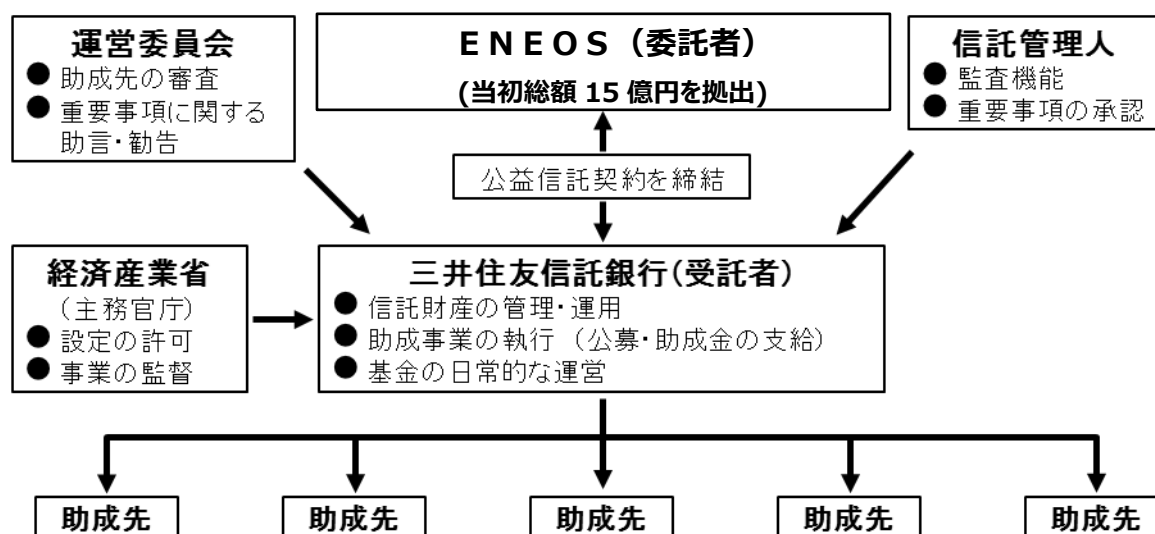 運営委員会
● 助成先の審査
● 重要事項に関する
助言・勧告
ＥＮＥＯＳ（委託者）
(当初総額 15 億円を拠出)
信託管理人
● 監査機能
● 重要事項の承認
公益信託契約を締結
経済産業省
（主務官庁）
● 設定の許可
● 事業の監督
三井住友信託銀行(受託者）
● 信託財産の管理・運用
● 助成事業の執行 （公募・助成金の支給）
● 基金の日常的な運営
助成先
助成先
助成先
助成先
助成先